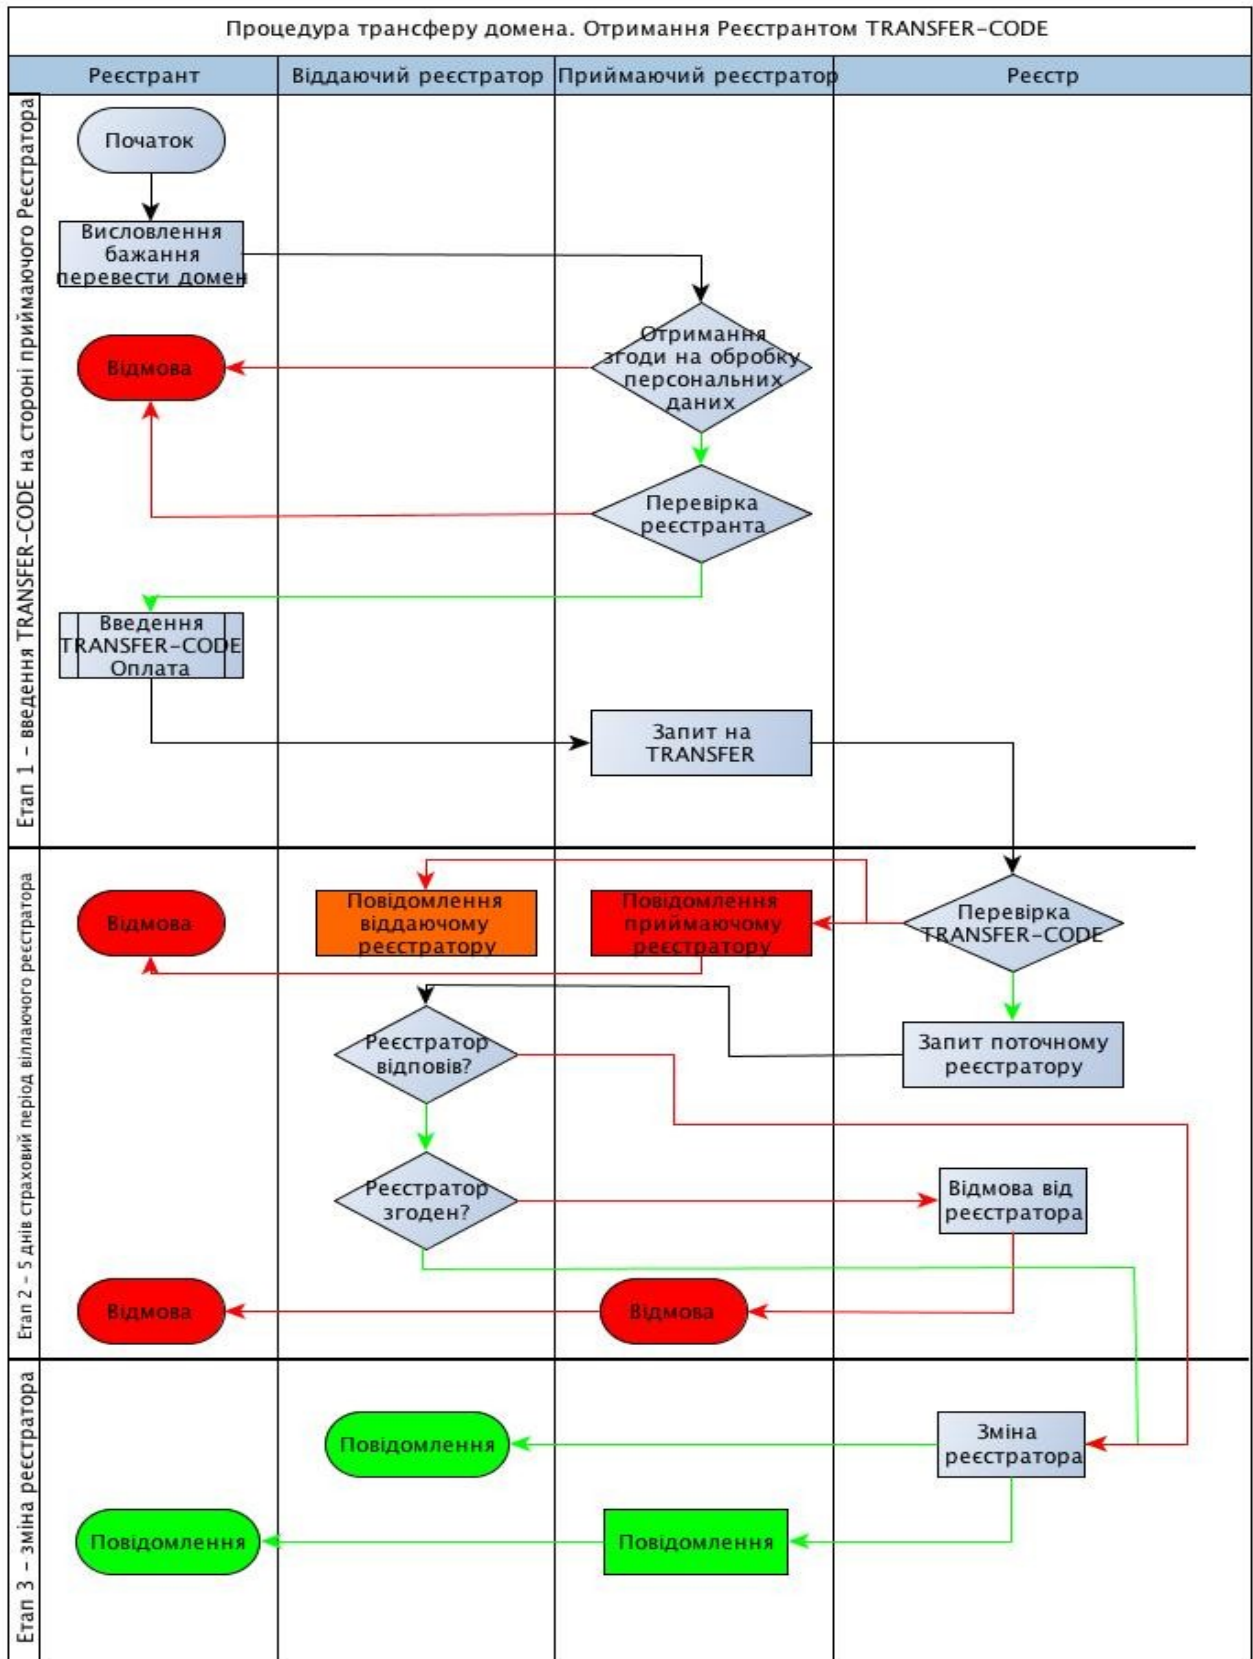 Процедура трансферу домена. Отримання Реєстрантом TRANSFER-CODE
Реєстрант
Віддаючий реєстратор
Приймаючий реєстратор
Реєстр
Етап 1 - введення TRANSFER-CODE на стороні приймаючого Реєстратора
Початок
Висловлення
бажання
перевести домен
Отримання
згоди на обробку
персональних
даних
Відмова
Перевірка
реєстранта
Введення
TRANSFER-CODE
Оплата
Запит на
TRANSFER
Етап 2 - 5 днів страховий період віллаючого реєстратора
Відмова
Повідомлення
віддаючому
реєстратору
Повідомлення
приймаючому
реєстратору
Перевірка
TRANSFER-CODE
Реєстратор
відповів?
Запит поточному
реєстратору
Реєстратор
згоден?
Відмова від
реєстратора
Відмова
Відмова
Етап 3 - зміна реєстратора
Повідомлення
Зміна
реєстратора
Повідомлення
Повідомлення